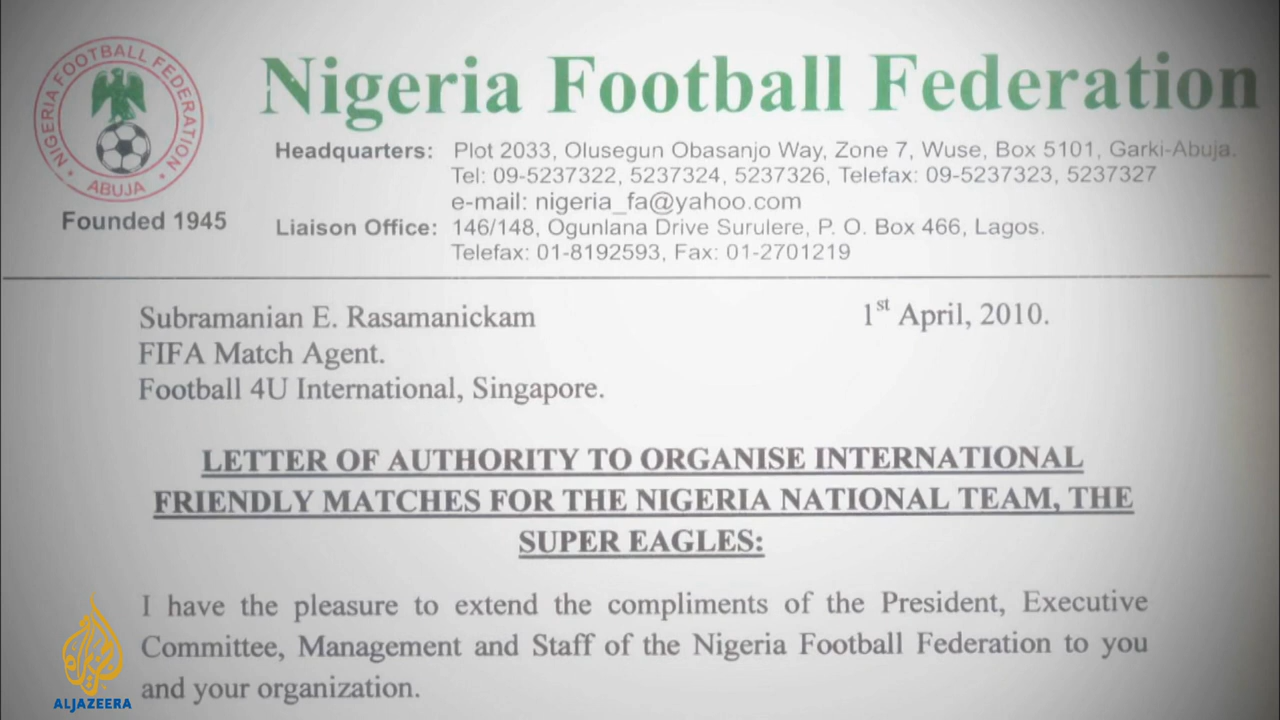 NIGERIA FOOTBALL FEDERATION
ABUJA
Founded 1945
Nigeria Football Federation
Headquarters: Plot 2033, Olusegun Obasanjo Way, Zone 7, Wuse, Box 5101, Garki-Abuja.
Tel: 09-5237322, 5237324, 5237326, Telefax: 09-5237323, 5237327
e-mail: nigeria_fa@yahoo.com
Liaison Office: 146/148, Ogunlana Drive Surulere, P. O. Box 466, Lagos.
Telefax: 01-8192593, Fax: 01-2701219
Subramanian E. Rasamanickam 1st April, 2010.
FIFA Match Agent.
Football 4U International, Singapore.
LETTER OF AUTHORITY TO ORGANISE INTERNATIONAL
FRIENDLY MATCHES FOR THE NIGERIA NATIONAL TEAM, THE
SUPER EAGLES:
I have the pleasure to extend the compliments of the President, Executive
Committee, Management and Staff of the Nigeria Football Federation to you
and your organization.
ALJAZEERA